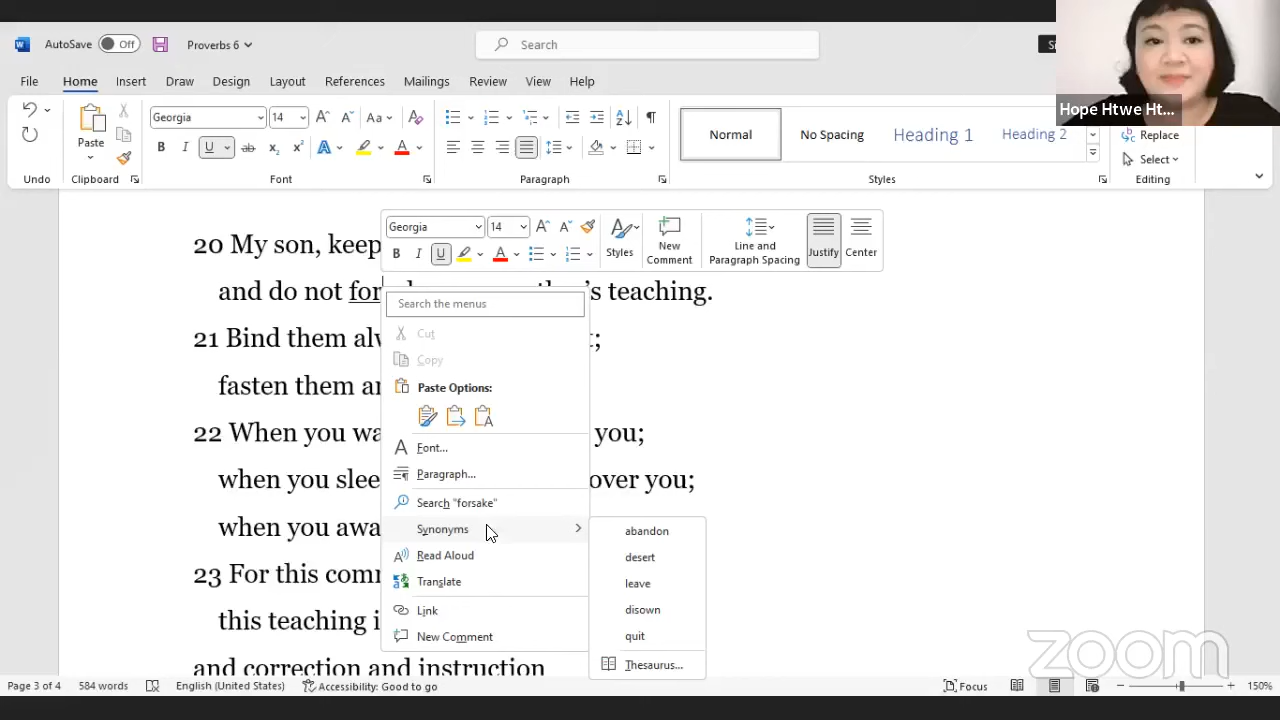 AutoSave Off Proverbs 6 Search
Hope Htwe Ht...
File Home Insert Draw Design Layout References Mailings Review View Help
Georgia 14 Aa
Paste
Normal No Spacing Heading 1 Heading 2
Replace
Select
Undo Clipboard Font Paragraph Styles Editing
Georgia 14
Styles New Comment Line and Paragraph Spacing Justify Center
20 My son, keep
and do not teaching.
21 Bind them
fasten them
22 When you you;
when you over you;
when you
23 For this
this teaching
and correction and instruction
Search the menus
Cut
Copy
Paste Options:
Font...
Paragraph...
Search "forsake"
Synonyms
Read Aloud
Translate
Link
New Comment
abandon
desert
leave
disown
quit
Thesaurus...
zoom
Page 3 of 4 584 words English (United States) Accessibility: Good to go Focus 150%